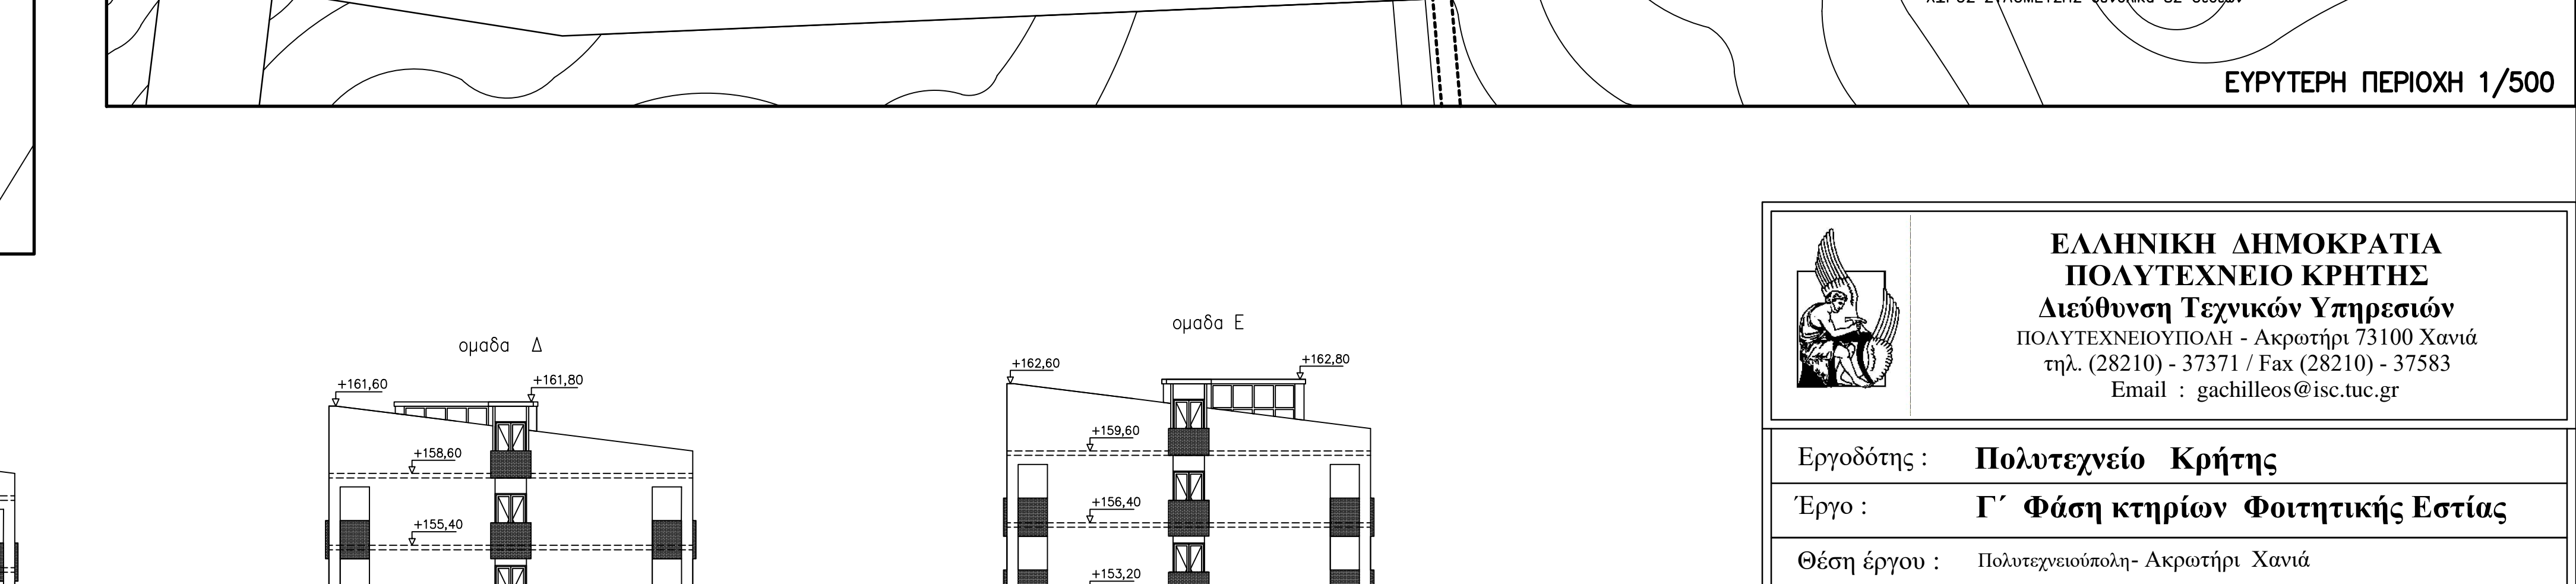 ΕΥΡΥΤΕΡΗ ΠΕΡΙΟΧΗ 1/500
ομαδα Δ
+161,60
+161,80
+158,60
+155,40
ομαδα Ε
+162,60
+162,80
+159,60
+156,40
+153,20
ΕΛΛΗΝΙΚΗ ΔΗΜΟΚΡΑΤΙΑ
ΠΟΛΥΤΕΧΝΕΙΟ ΚΡΗΤΗΣ
Διεύθυνση Τεχνικών Υπηρεσιών
ΠΟΛΥΤΕΧΝΕΙΟΥΠΟΛΗ - Ακρωτήρι 73100 Χανιά
τηλ. (28210) - 37371 / Fax (28210) - 37583
Email : gachilleos@isc.tuc.gr
Εργοδότης : Πολυτεχνείο Κρήτης
Έργο : Γ΄ Φάση κτηρίων Φοιτητικής Εστίας
Θέση έργου : Πολυτεχνειούπολη- Ακρωτήρι Χανιά